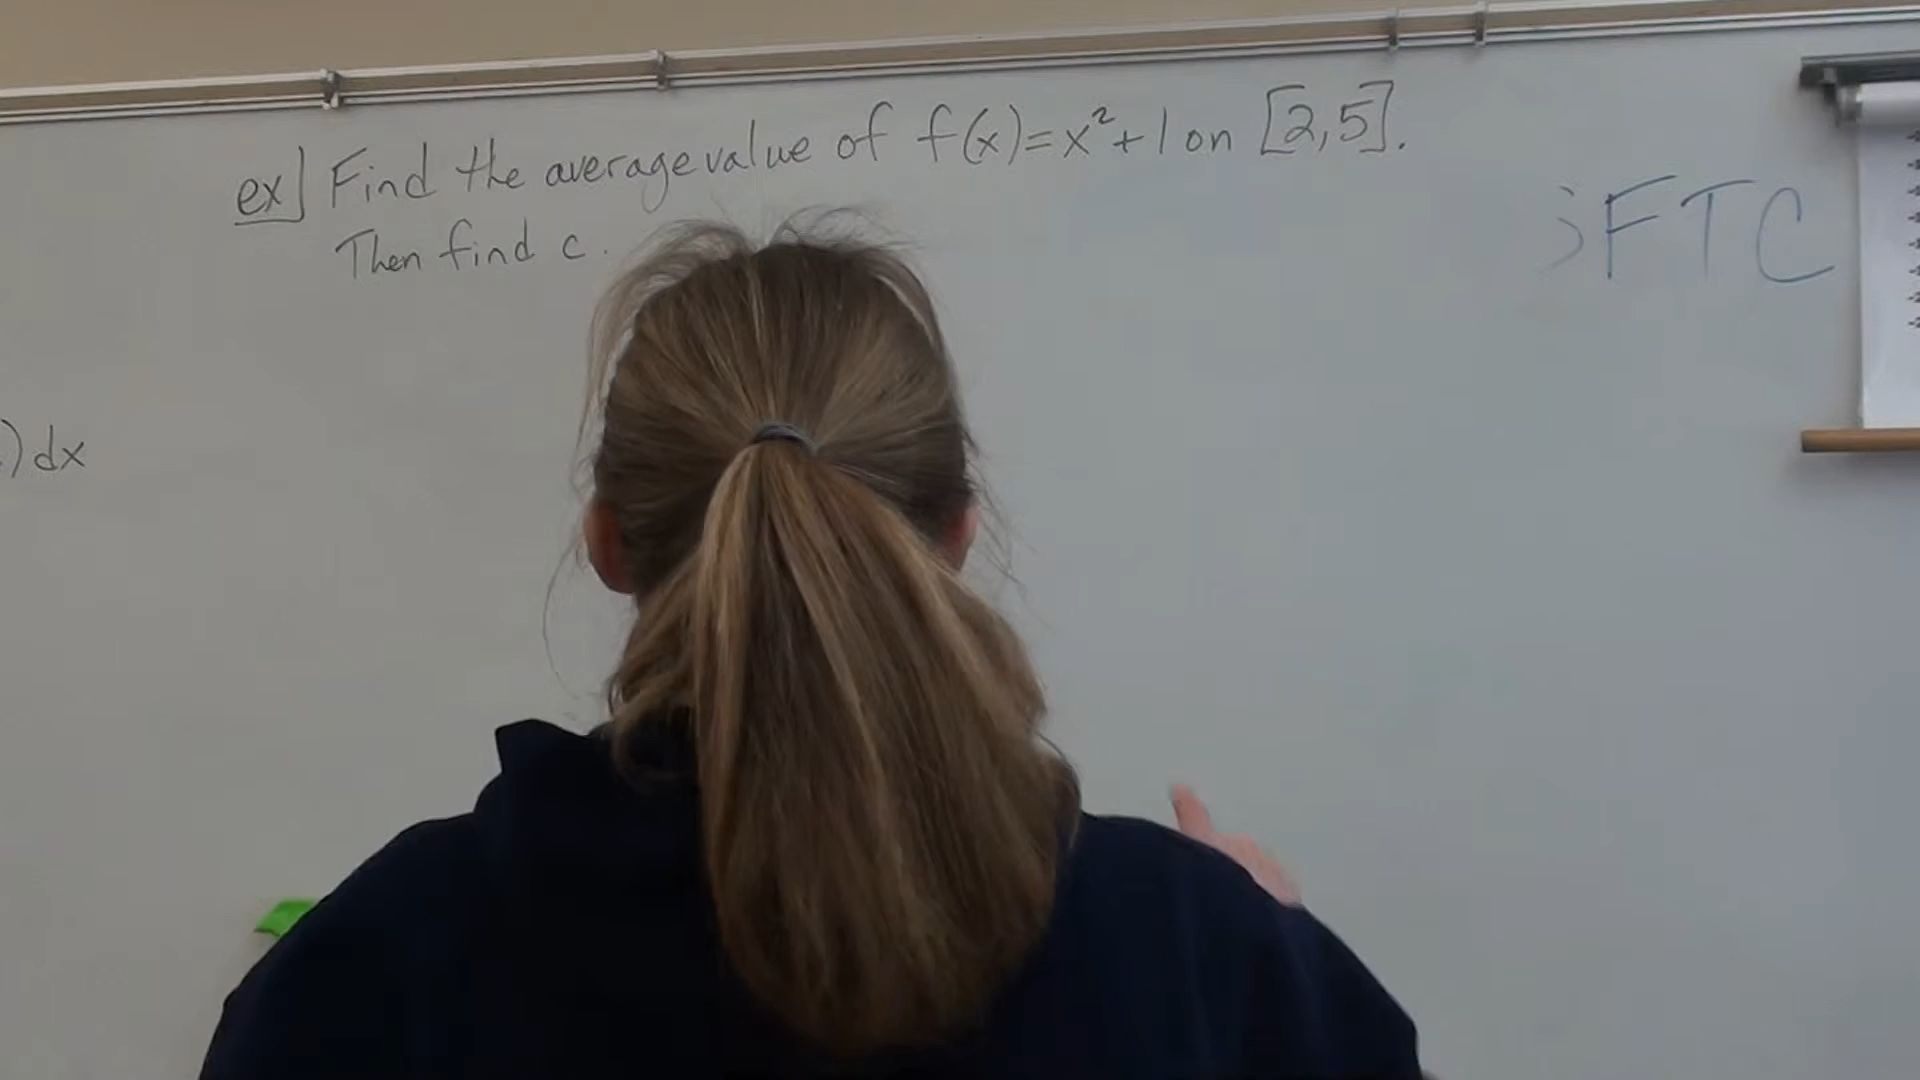 ex] Find the average value of f(x)=x²+1 on [2,5].
Then find c.
FTC
)dx